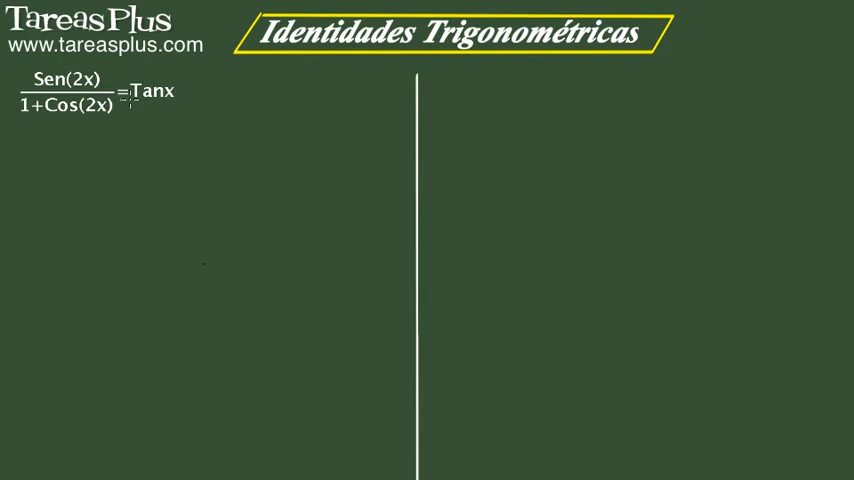 TareasPlus
www.tareasplus.com
Identidades Trigonométricas
Sen(2x)
1+Cos(2x)
=Tanx